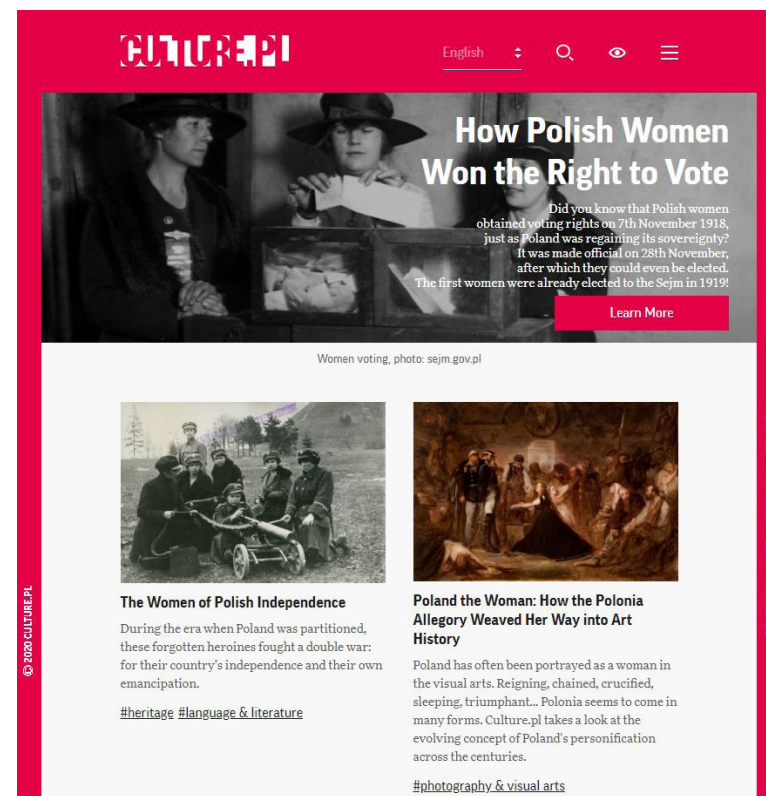 CULTURE.PL
English
How Polish Women
Won the Right to Vote
Did you know that Polish women
obtained voting rights on 7th November 1918,
just as Poland was regaining its sovereignty?
It was made official on 28th November,
after which they could even be elected.
The first women were already elected to the Sejm in 1919!
Learn More
Women voting, photo: sejm.gov.pl
The Women of Polish Independence
During the era when Poland was partitioned,
these forgotten heroines fought a double war:
for their country's independence and their own
emancipation.
#heritage #language & literature
Poland the Woman: How the Polonia
Allegory Weaved Her Way into Art
History
Poland has often been portrayed as a woman in
the visual arts. Reigning, chained, crucified,
sleeping, triumphant... Polonia seems to come in
many forms. Culture.pl takes a look at the
evolving concept of Poland's personification
across the centuries.
#photography & visual arts
© 2020 CULTURE.PL